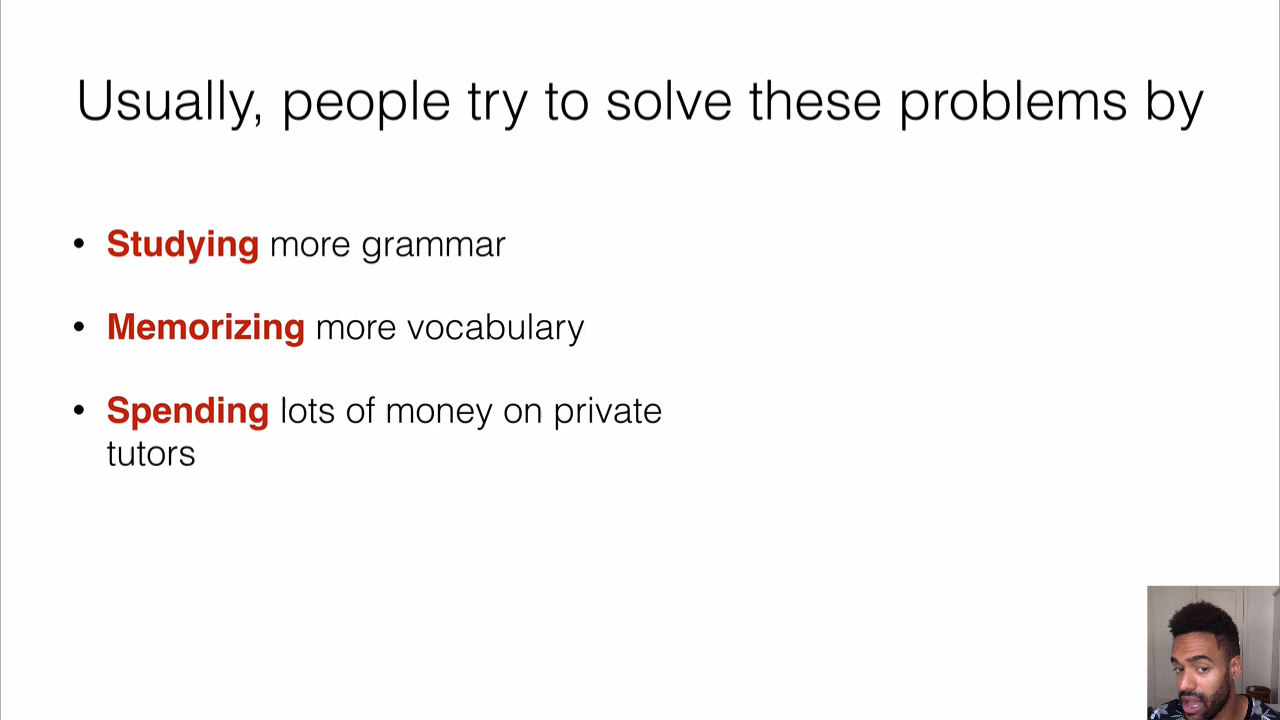 Usually, people try to solve these problems by
• Studying more grammar
• Memorizing more vocabulary
• Spending lots of money on private
tutors